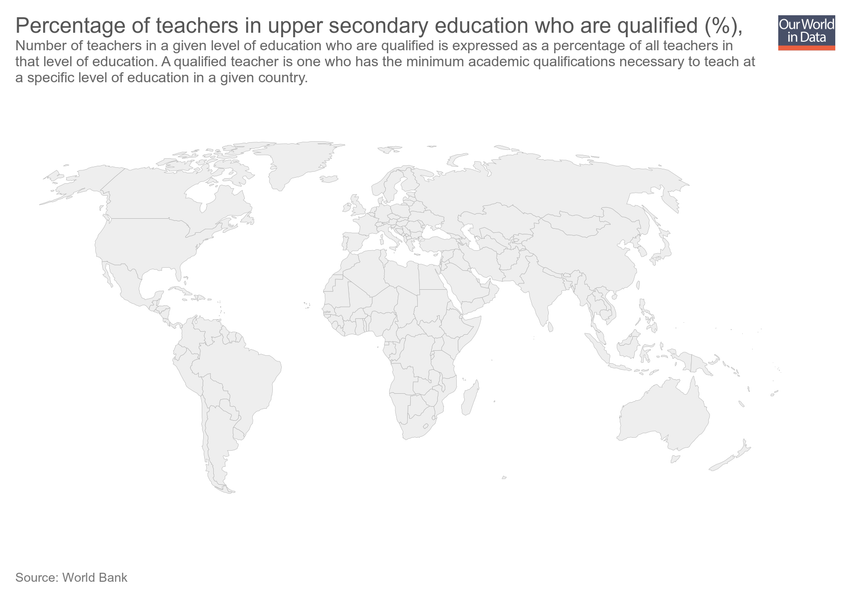 Percentage of teachers in upper secondary education who are qualified (%),
Our World
in Data
Number of teachers in a given level of education who are qualified is expressed as a percentage of all teachers in
that level of education. A qualified teacher is one who has the minimum academic qualifications necessary to teach at
a specific level of education in a given country.
Source: World Bank